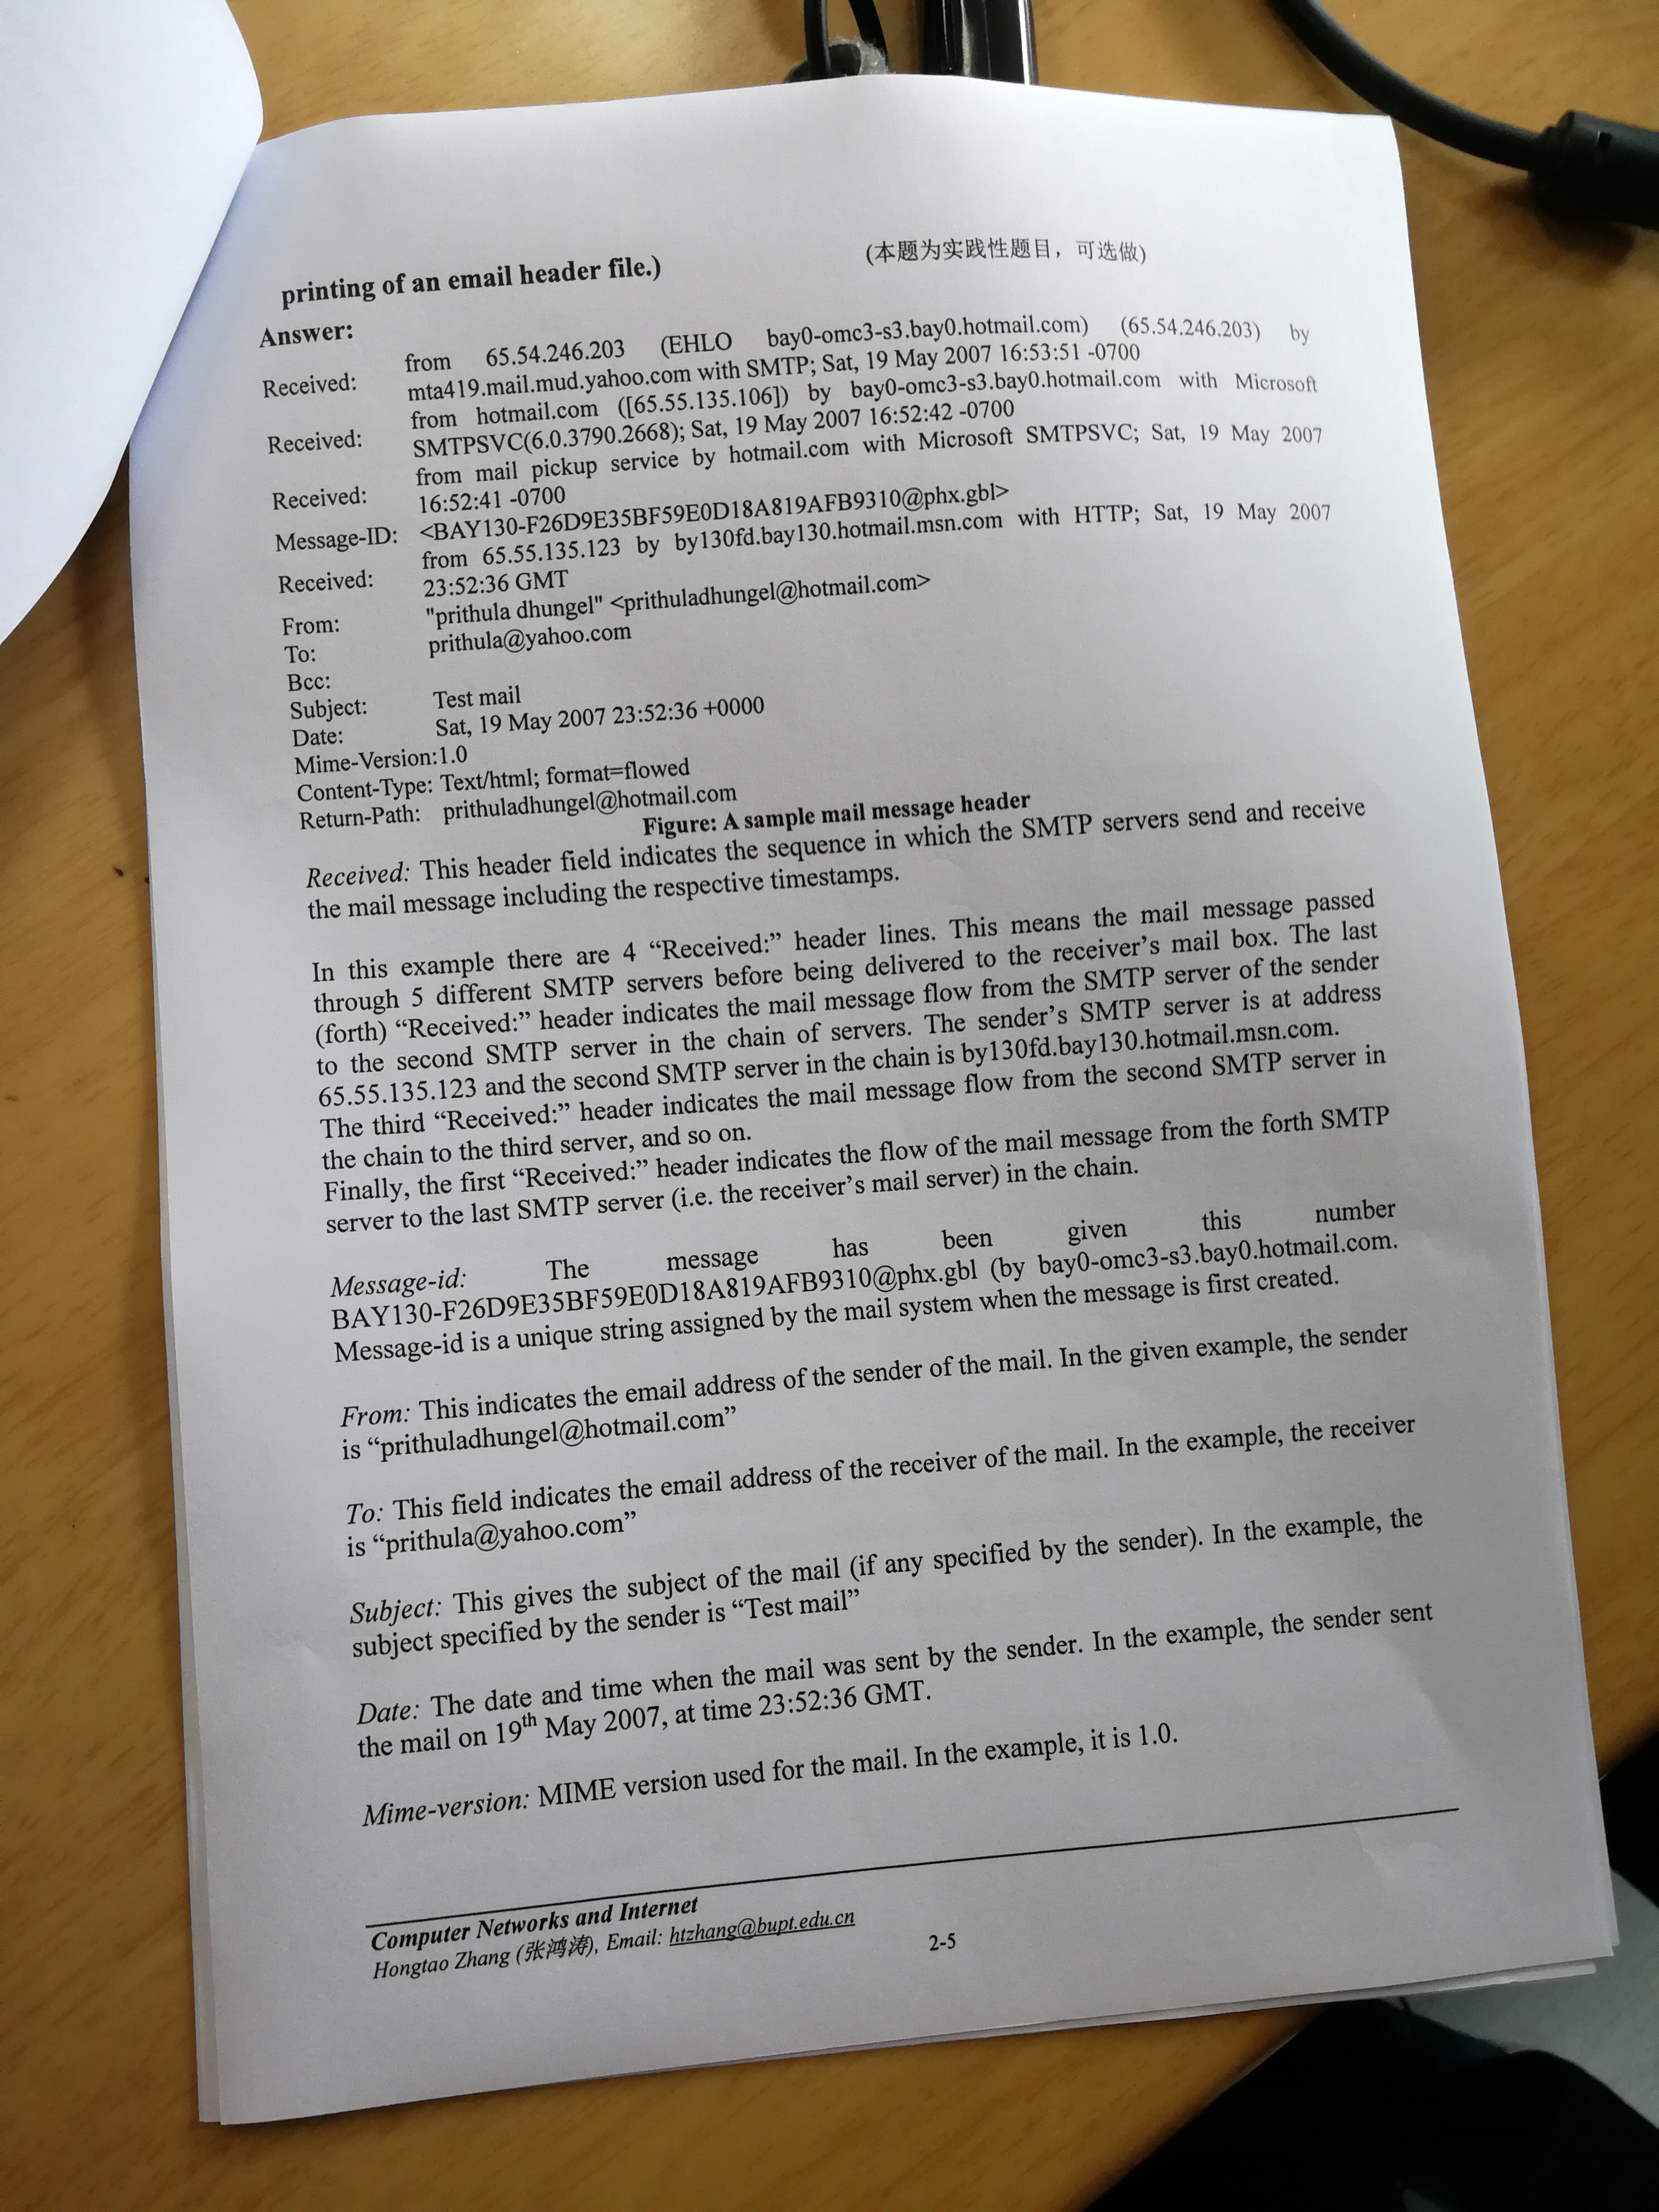 printing of an email header file.) (本题为实践性题目，可选做)
Answer:
Received: from 65.54.246.203 (EHLO bay0-omc3-s3.bay0.hotmail.com) (65.54.246.203) by
mta419.mail.mud.yahoo.com with SMTP; Sat, 19 May 2007 16:53:51 -0700
Received: from hotmail.com ([65.55.135.106]) by bay0-omc3-s3.bay0.hotmail.com with Microsoft
SMTPSVC(6.0.3790.2668); Sat, 19 May 2007 16:52:42 -0700
Received: from mail pickup service by hotmail.com with Microsoft SMTPSVC; Sat, 19 May 2007
16:52:41 -0700
Message-ID: <BAY130-F26D9E35BF59E0D18A819AFB9310@phx.gbl>
Received: from 65.55.135.123 by by130fd.bay130.hotmail.msn.com with HTTP; Sat, 19 May 2007
23:52:36 GMT
From: "prithula dhungel" <prithuladhungel@hotmail.com>
To: prithula@yahoo.com
Bcc:
Subject: Test mail
Date: Sat, 19 May 2007 23:52:36 +0000
Mime-Version:1.0
Content-Type: Text/html; format=flowed
Return-Path: prithuladhungel@hotmail.com
Figure: A sample mail message header
Received: This header field indicates the sequence in which the SMTP servers send and receive
the mail message including the respective timestamps.
In this example there are 4 “Received:” header lines. This means the mail message passed
through 5 different SMTP servers before being delivered to the receiver’s mail box. The last
(forth) “Received:” header indicates the mail message flow from the SMTP server of the sender
to the second SMTP server in the chain of servers. The sender’s SMTP server is at address
65.55.135.123 and the second SMTP server in the chain is by130fd.bay130.hotmail.msn.com.
The third “Received:” header indicates the mail message flow from the second SMTP server in
the chain to the third server, and so on.
Finally, the first “Received:” header indicates the flow of the mail message from the forth SMTP
server to the last SMTP server (i.e. the receiver’s mail server) in the chain.
Message-id: The message has been given this number
BAY130-F26D9E35BF59E0D18A819AFB9310@phx.gbl (by bay0-omc3-s3.bay0.hotmail.com.
Message-id is a unique string assigned by the mail system when the message is first created.
From: This indicates the email address of the sender of the mail. In the given example, the sender
is “prithuladhungel@hotmail.com”
To: This field indicates the email address of the receiver of the mail. In the example, the receiver
is “prithula@yahoo.com”
Subject: This gives the subject of the mail (if any specified by the sender). In the example, the
subject specified by the sender is “Test mail”
Date: The date and time when the mail was sent by the sender. In the example, the sender sent
the mail on 19th May 2007, at time 23:52:36 GMT.
Mime-version: MIME version used for the mail. In the example, it is 1.0.
Computer Networks and Internet
Hongtao Zhang (张鸿涛), Email: htzhang@bupt.edu.cn
2-5